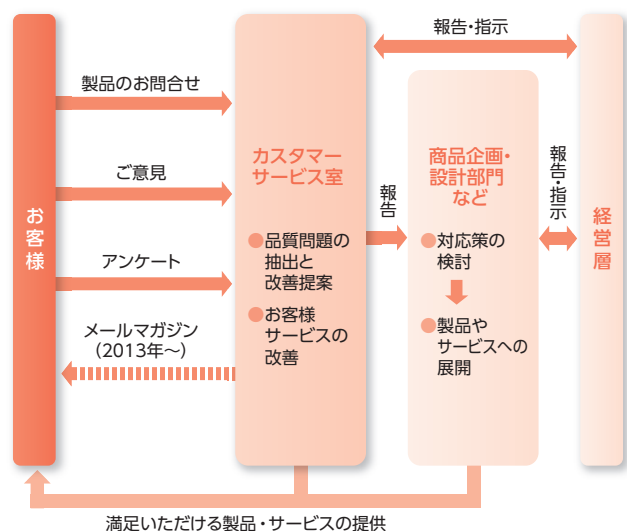 お客様
製品のお問合せ
ご意見
アンケート
メールマガジン
(2013年〜)
カスタマー
サービス室
●品質問題の
抽出と
改善提案
●お客様
サービスの
改善
報告・指示
報告
商品企画・
設計部門
など
●対応策の
検討
●製品や
サービスへの
展開
報告・指示
経営層
満足いただける製品・サービスの提供